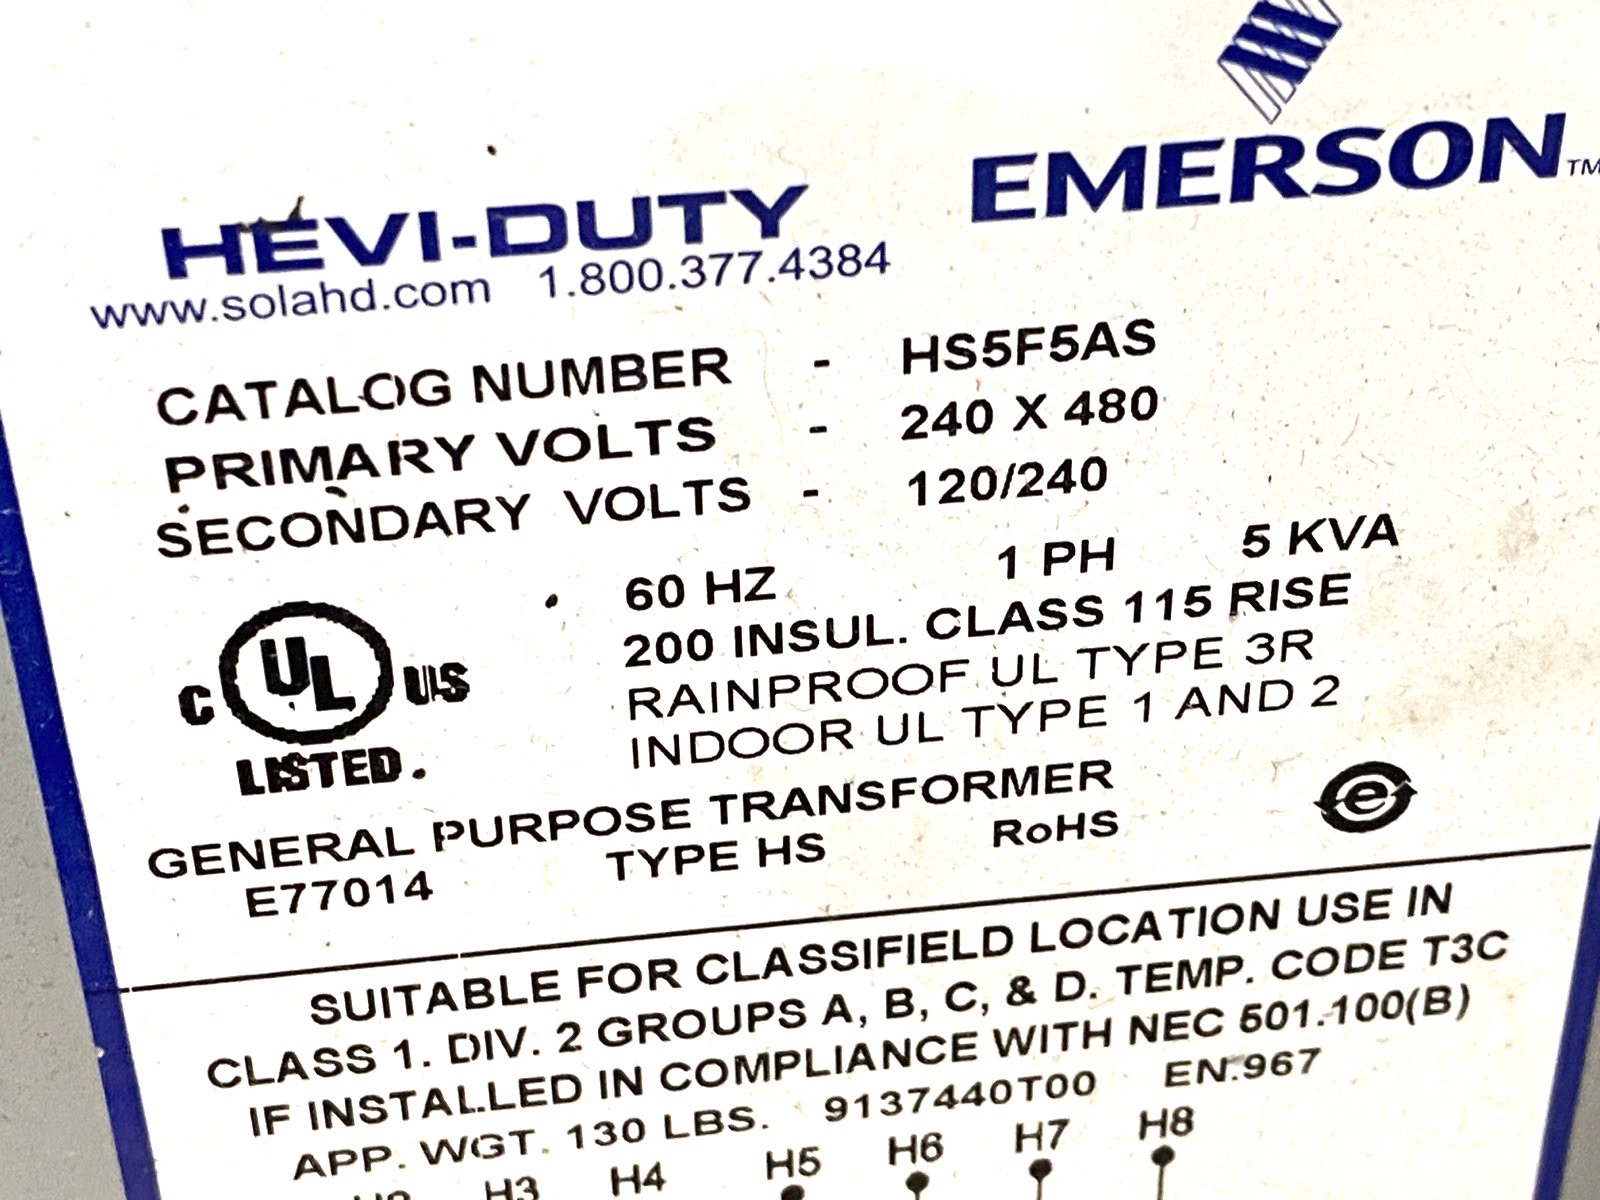 EMERSON™
HEVI-DUTY
www.solahd.com 1.800.377.4384
CATALOG NUMBER - HS5F5AS
PRIMARY VOLTS - 240 X 480
SECONDARY VOLTS - 120/240
60 HZ 1 PH 5 KVA
200 INSUL. CLASS 115 RISE
RAINPROOF UL TYPE 3R
INDOOR UL TYPE 1 AND 2
C UL US
LISTED.
GENERAL PURPOSE TRANSFORMER
E77014 TYPE HS RoHS e
SUITABLE FOR CLASSIFIELD LOCATION USE IN
CLASS 1. DIV. 2 GROUPS A, B, C, & D. TEMP. CODE T3C
IF INSTALLED IN COMPLIANCE WITH NEC 501.100(B)
APP. WGT. 130 LBS. 9137440T00 EN.967
H3 H4 H5 H6 H7 H8